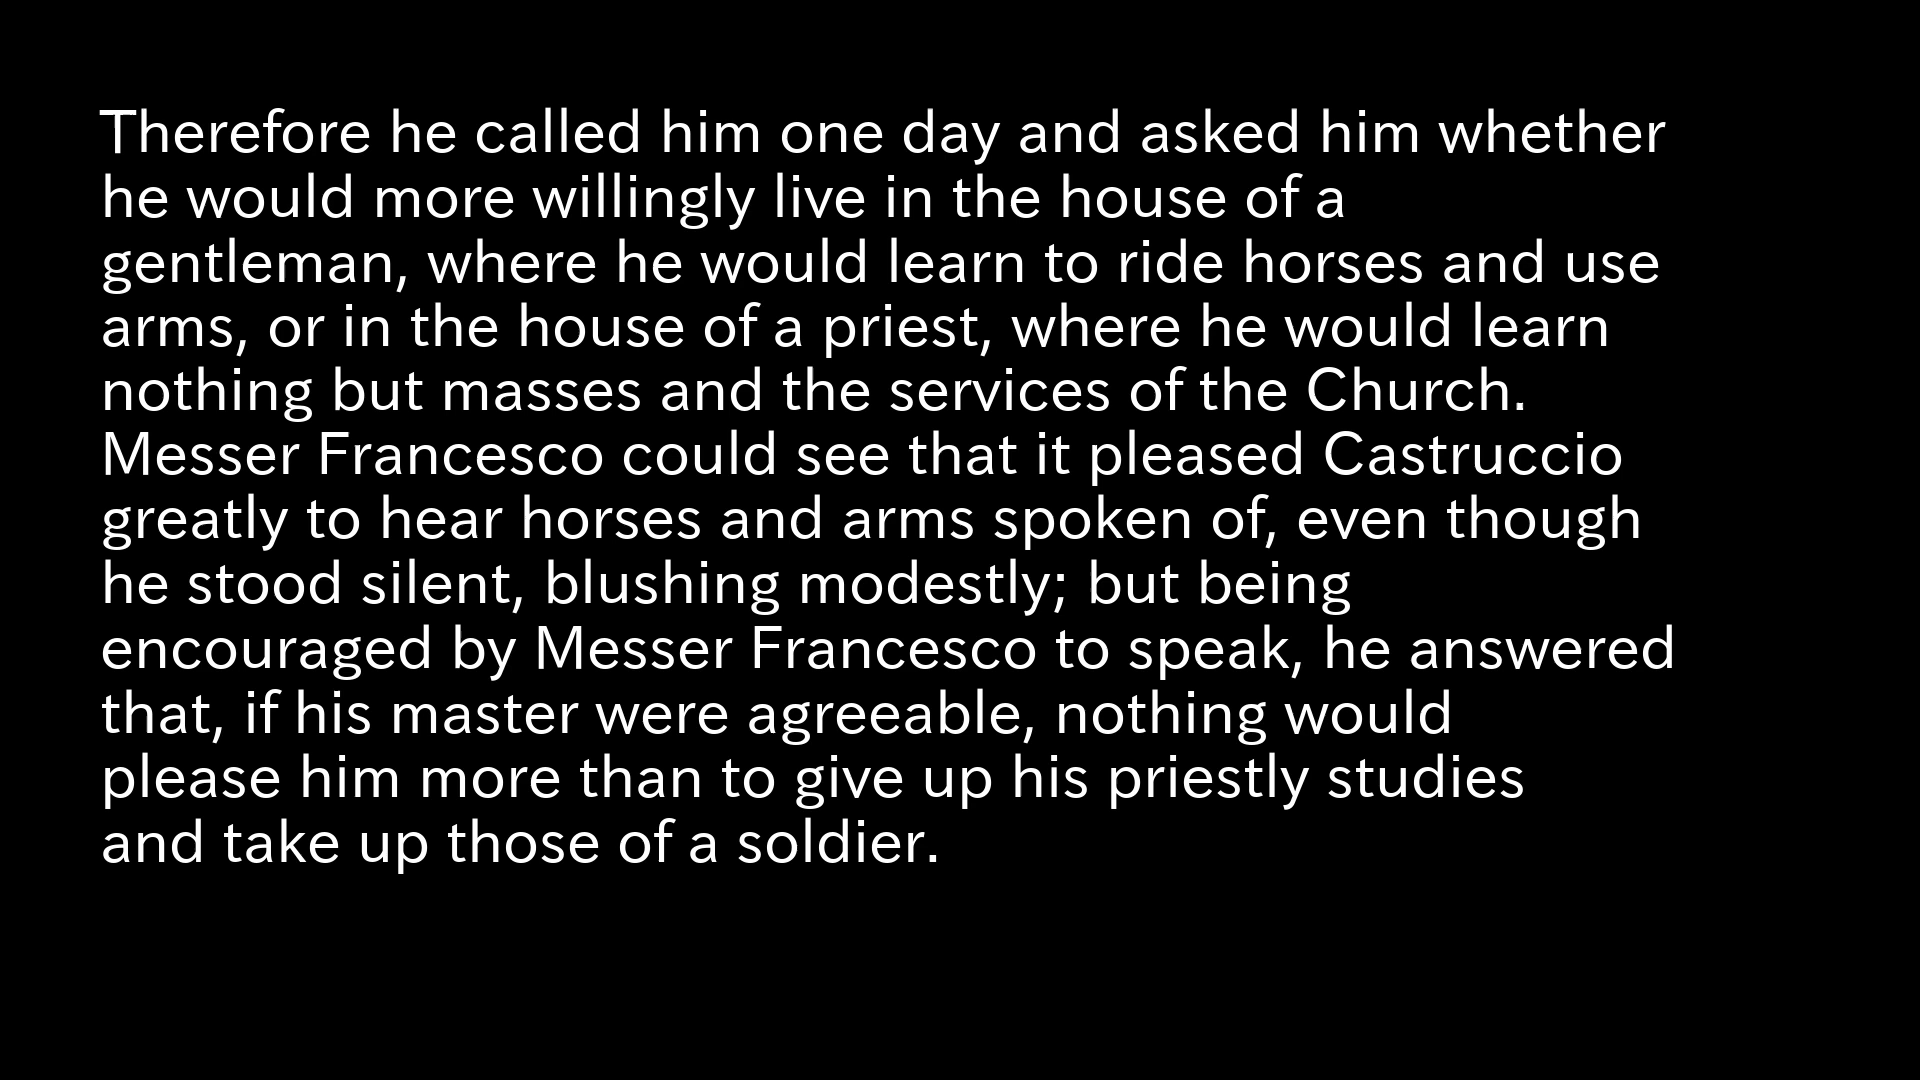 Therefore he called him one day and asked him whether
he would more willingly live in the house of a
gentleman, where he would learn to ride horses and use
arms, or in the house of a priest, where he would learn
nothing but masses and the services of the Church.
Messer Francesco could see that it pleased Castruccio
greatly to hear horses and arms spoken of, even though
he stood silent, blushing modestly; but being
encouraged by Messer Francesco to speak, he answered
that, if his master were agreeable, nothing would
please him more than to give up his priestly studies
and take up those of a soldier.